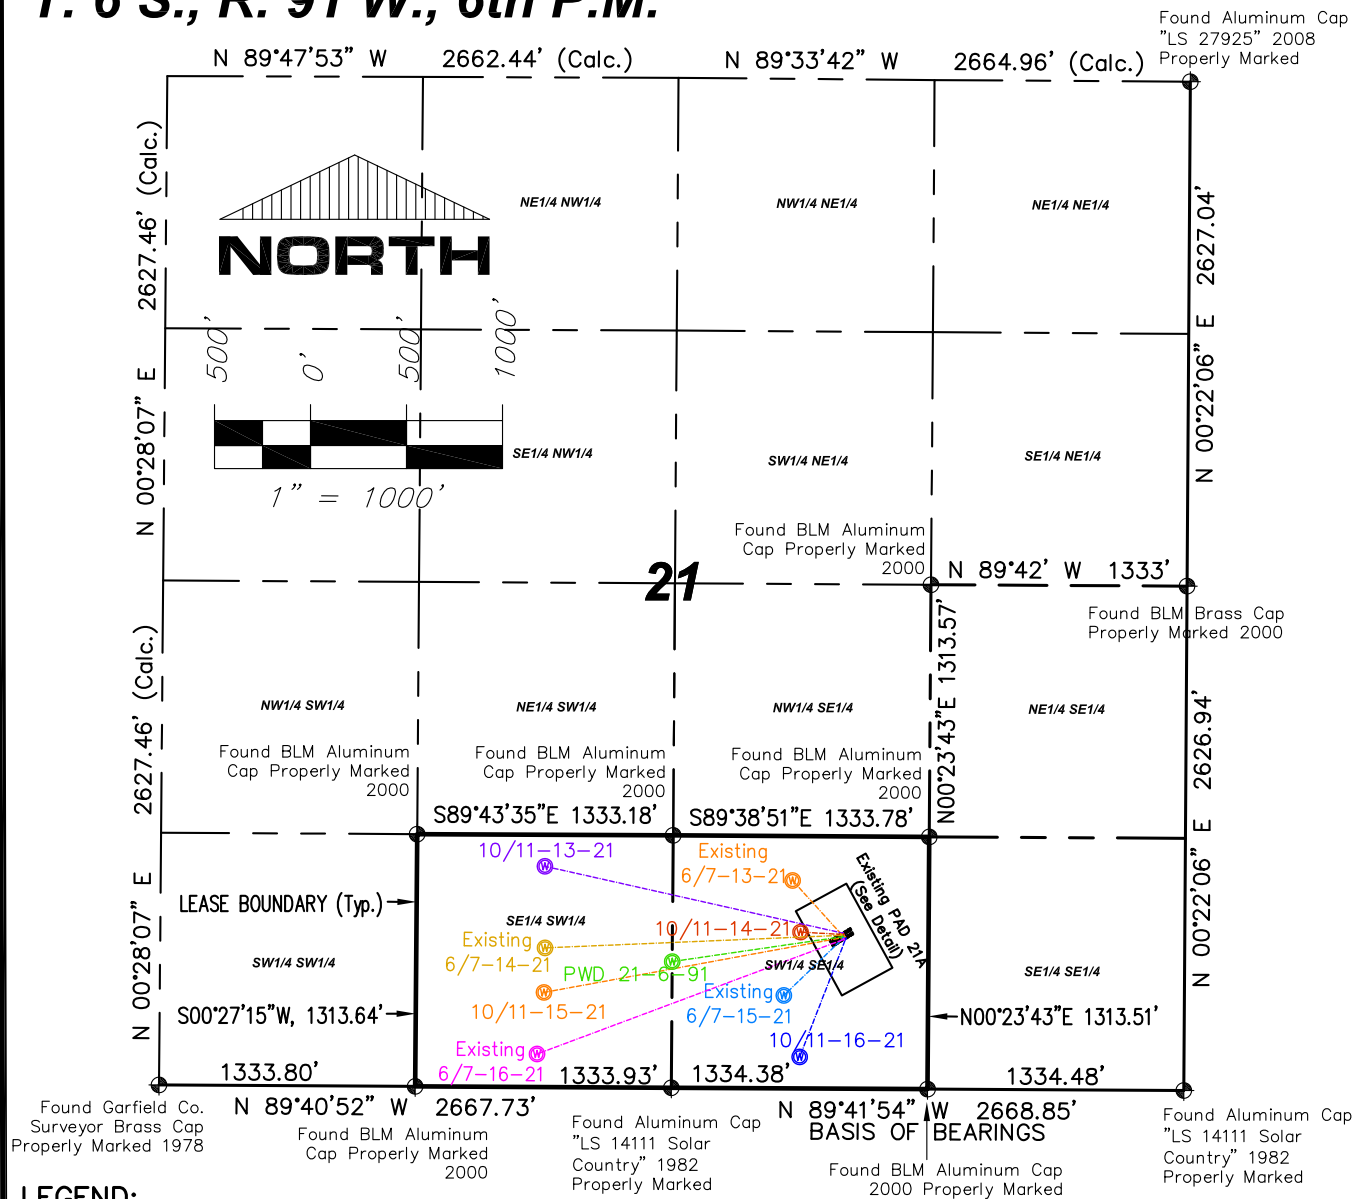 T. 6 S., R. 91 W., 6th P.M.
Found Aluminum Cap
"LS 27925" 2008
Properly Marked
N 89°47'53" W
2662.44' (Calc.)
N 89°33'42" W
2664.96' (Calc.)
2627.46' (Calc.)
N 00°28'07" E
NORTH
NE1/4 NW1/4
NW1/4 NE1/4
NE1/4 NE1/4
2627.04'
N 00°22'06" E
500'
0'
500'
1000'
1" = 1000'
SE1/4 NW1/4
SW1/4 NE1/4
SE1/4 NE1/4
Found BLM Aluminum
Cap Properly Marked
2000
21
N 89°42' W 1333'
Found BLM Brass Cap
Properly Marked 2000
2627.46' (Calc.)
N 00°28'07" E
N00°23'43"E 1313.57'
2626.94'
N 00°22'06" E
NW1/4 SW1/4
NE1/4 SW1/4
NW1/4 SE1/4
NE1/4 SE1/4
Found BLM Aluminum
Cap Properly Marked
2000
Found BLM Aluminum
Cap Properly Marked
2000
Found BLM Aluminum
Cap Properly Marked
2000
S89°43'35"E 1333.18'
S89°38'51"E 1333.78'
10/11-13-21
Existing
6/7-13-21
Existing PAD 21A
(See Detail)
LEASE BOUNDARY (Typ.)
SE1/4 SW1/4
10/11-14-21
Existing
6/7-14-21
PWD 21-6-91
SW1/4 SE1/4
SW1/4 SW1/4
SE1/4 SE1/4
10/11-15-21
Existing
6/7-15-21
S00°27'15"W, 1313.64'
N00°23'43"E 1313.51'
10/11-16-21
Existing
6/7-16-21
1333.80'
1333.93'
1334.38'
1334.48'
N 89°40'52" W
2667.73'
N 89°41'54" W
2668.85'
BASIS OF BEARINGS
Found Garfield Co.
Surveyor Brass Cap
Properly Marked 1978
Found BLM Aluminum
Cap Properly Marked
2000
Found Aluminum Cap
"LS 14111 Solar
Country" 1982
Properly Marked
Found BLM Aluminum Cap
2000 Properly Marked
Found Aluminum Cap
"LS 14111 Solar
Country" 1982
Properly Marked
LEGEND: